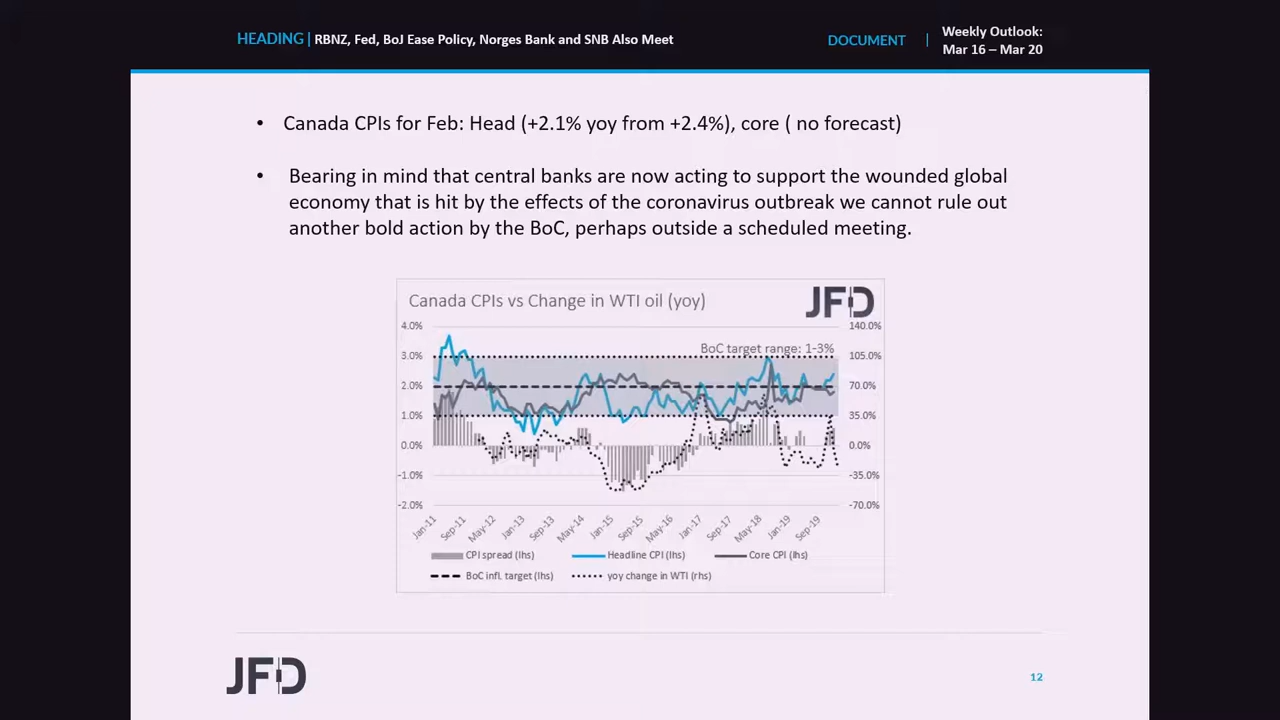 HEADING | RBNZ, Fed, BoJ Ease Policy, Norges Bank and SNB Also Meet
DOCUMENT | Weekly Outlook:
Mar 16 – Mar 20
• Canada CPIs for Feb: Head (+2.1% yoy from +2.4%), core ( no forecast)
• Bearing in mind that central banks are now acting to support the wounded global
economy that is hit by the effects of the coronavirus outbreak we cannot rule out
another bold action by the BoC, perhaps outside a scheduled meeting.
Canada CPIs vs Change in WTI oil (yoy)
JFD
4.0% 140.0%
BoC target range: 1-3%
3.0% 105.0%
2.0% 70.0%
1.0% 35.0%
0.0% 0.0%
-1.0% -35.0%
-2.0% -70.0%
Jan-11 Sep-11 May-12 Jan-13 Sep-13 May-14 Jan-15 Sep-15 May-16 Jan-17 Sep-17 May-18 Jan-19 Sep-19
CPI spread (lhs) Headline CPI (lhs) Core CPI (lhs)
BoC infl. target (lhs) yoy change in WTI (rhs)
JFD
12